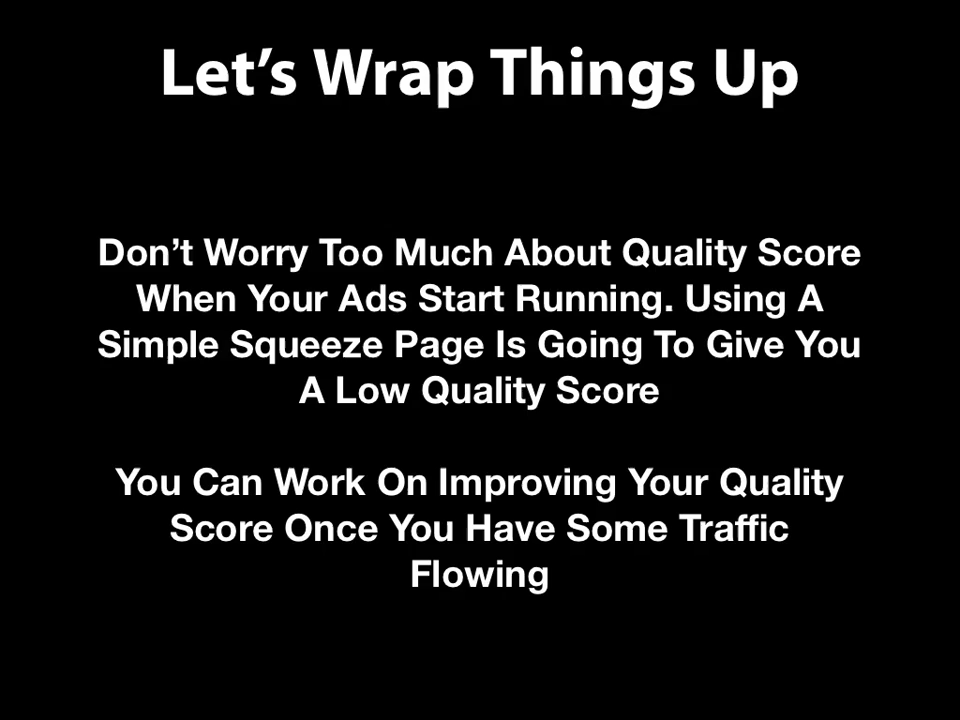 Let’s Wrap Things Up
Don’t Worry Too Much About Quality Score
When Your Ads Start Running. Using A
Simple Squeeze Page Is Going To Give You
A Low Quality Score
You Can Work On Improving Your Quality
Score Once You Have Some Traffic
Flowing